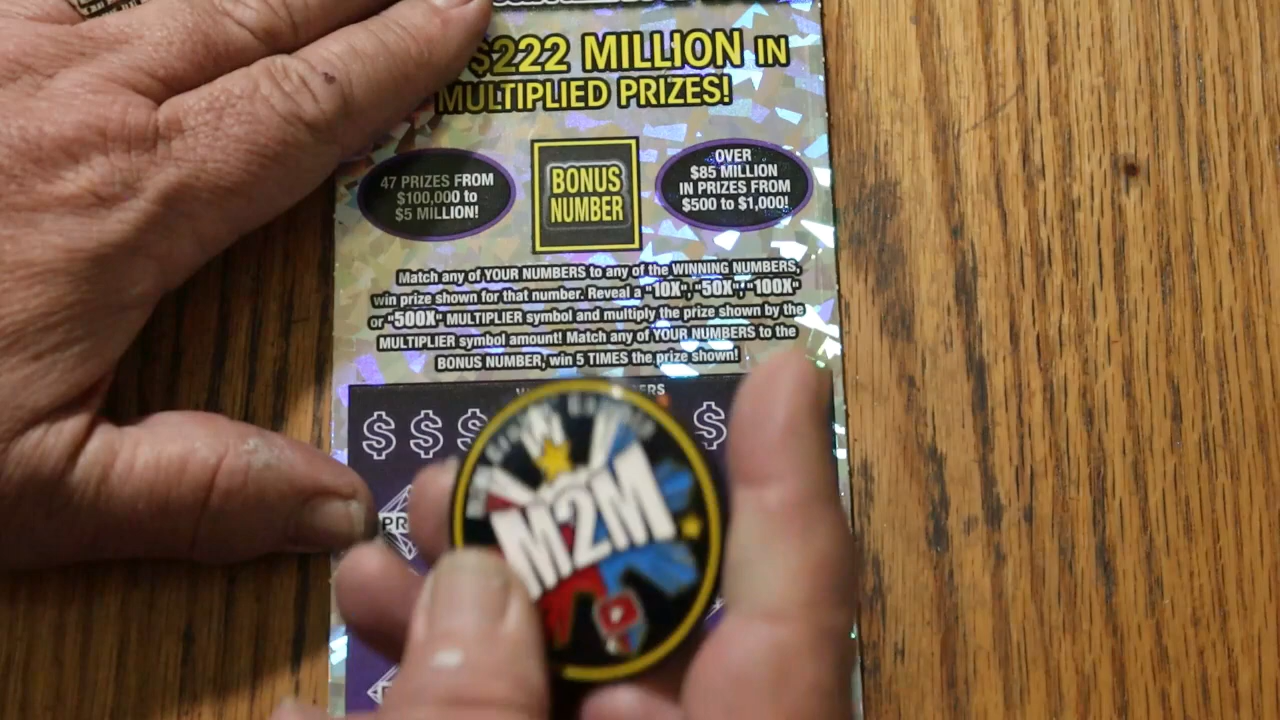 $222 MILLION IN
MULTIPLIED PRIZES!
47 PRIZES FROM
$100,000 to
$5 MILLION!
BONUS
NUMBER
OVER
$85 MILLION
IN PRIZES FROM
$500 to $1,000!
Match any of YOUR NUMBERS to any of the WINNING NUMBERS,
win prize shown for that number. Reveal a "10X", "50X", "100X"
or "500X" MULTIPLIER symbol and multiply the prize shown by the
MULTIPLIER symbol amount! Match any of YOUR NUMBERS to the
BONUS NUMBER, win 5 TIMES the prize shown!
$ $ $ $
PR
M2M